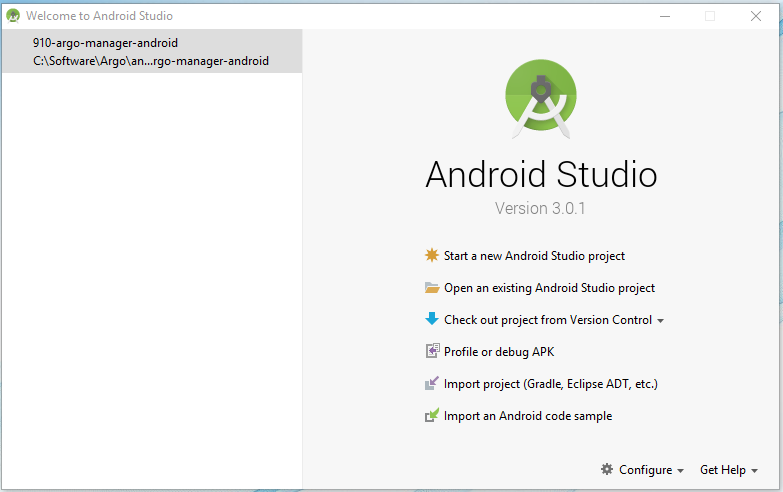 Welcome to Android Studio
910-argo-manager-android
C:\Software\Argo\an...rgo-manager-android
Android Studio
Version 3.0.1
Start a new Android Studio project
Open an existing Android Studio project
Check out project from Version Control
Profile or debug APK
Import project (Gradle, Eclipse ADT, etc.)
Import an Android code sample
Configure
Get Help